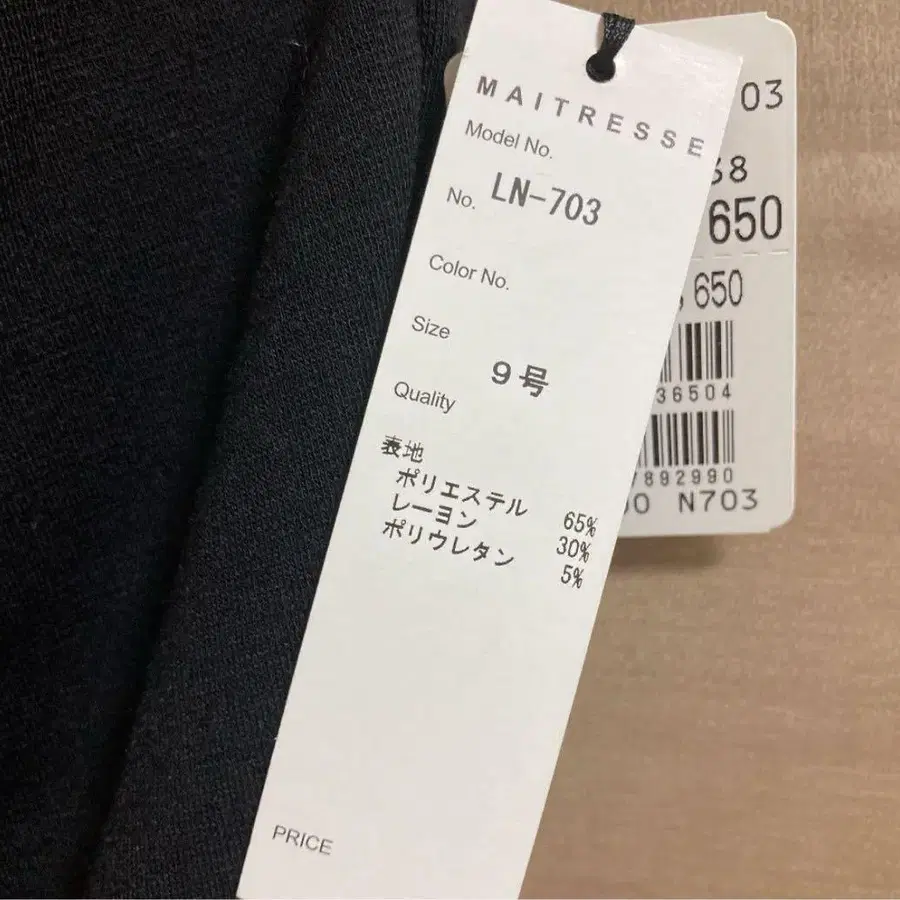 MAITRESSE
Model No.
No. LN-703
Color No.
Size
9号
Quality
表地
ポリエステル 65%
レーヨン 30%
ポリウレタン 5%
PRICE
03
650
650
36504
7892990
N703